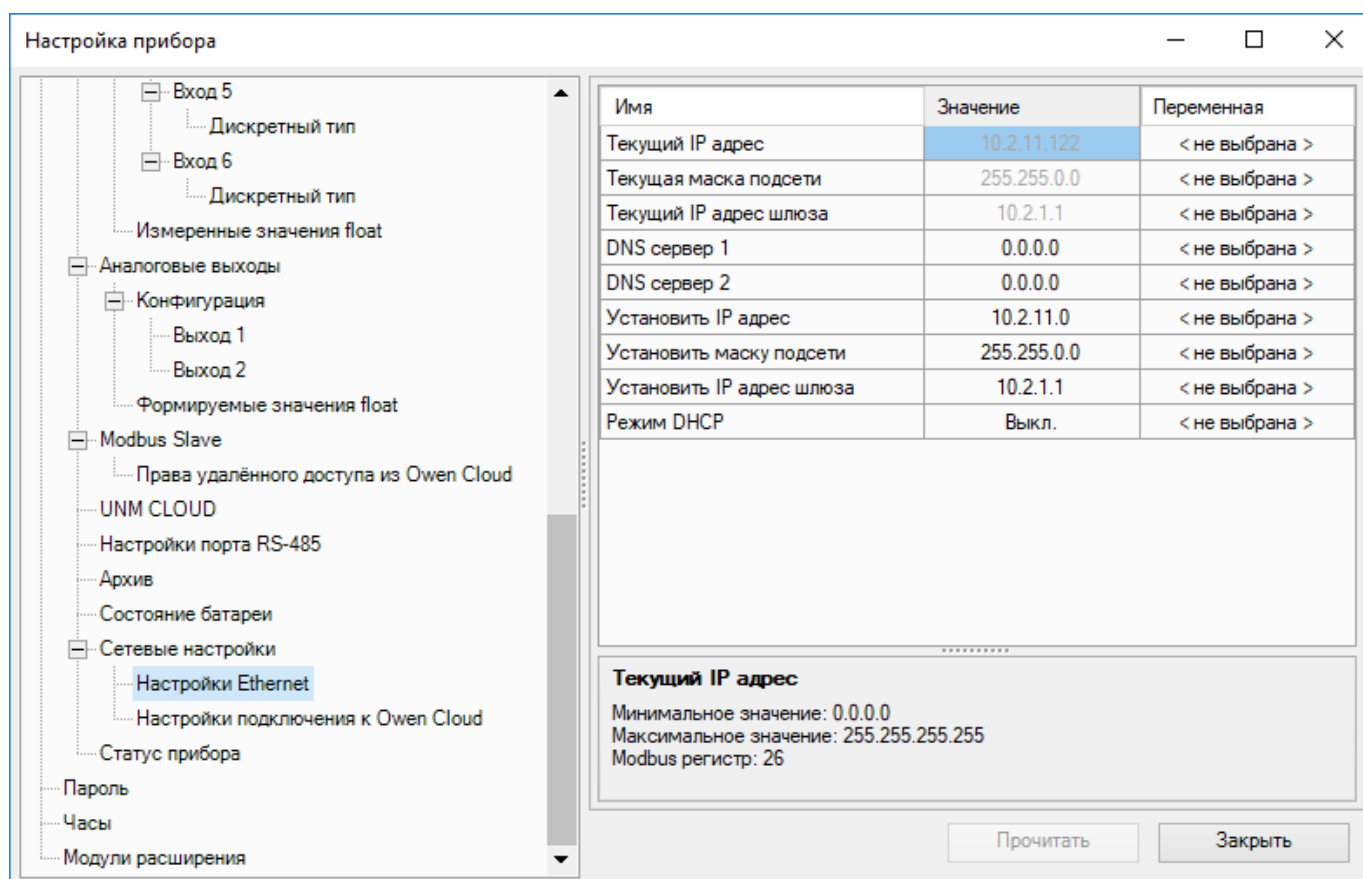 Настройка прибора
Вход 5
Дискретный тип
Вход 6
Дискретный тип
Измеренные значения float
Аналоговые выходы
Конфигурация
Выход 1
Выход 2
Формируемые значения float
Modbus Slave
Права удалённого доступа из Owen Cloud
UNM CLOUD
Настройки порта RS-485
Архив
Состояние батареи
Сетевые настройки
Настройки Ethernet
Настройки подключения к Owen Cloud
Статус прибора
Пароль
Часы
Модули расширения
Имя Значение Переменная
Текущий IP адрес 10.2.11.122 < не выбрана >
Текущая маска подсети 255.255.0.0 < не выбрана >
Текущий IP адрес шлюза 10.2.1.1 < не выбрана >
DNS сервер 1 0.0.0.0 < не выбрана >
DNS сервер 2 0.0.0.0 < не выбрана >
Установить IP адрес 10.2.11.0 < не выбрана >
Установить маску подсети 255.255.0.0 < не выбрана >
Установить IP адрес шлюза 10.2.1.1 < не выбрана >
Режим DHCP Выкл. < не выбрана >
Текущий IP адрес
Минимальное значение: 0.0.0.0
Максимальное значение: 255.255.255.255
Modbus регистр: 26
Прочитать Закрыть